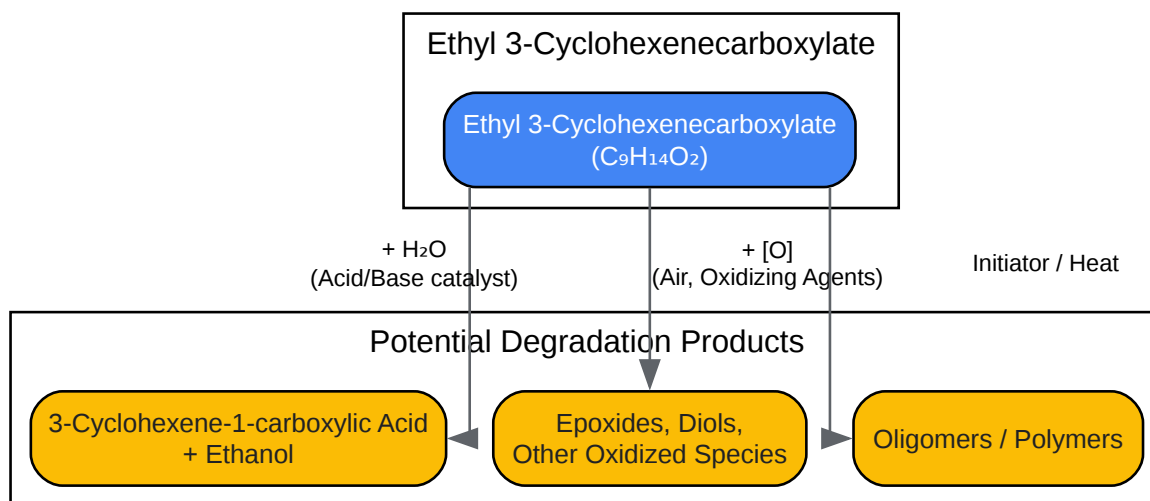 Ethyl 3-Cyclohexenecarboxylate
Ethyl 3-Cyclohexenecarboxylate
(C₉H₁₄O₂)
+ H₂O
(Acid/Base catalyst)
+ [O]
(Air, Oxidizing Agents)
Initiator / Heat
Potential Degradation Products
3-Cyclohexene-1-carboxylic Acid
+ Ethanol
Epoxides, Diols,
Other Oxidized Species
Oligomers / Polymers